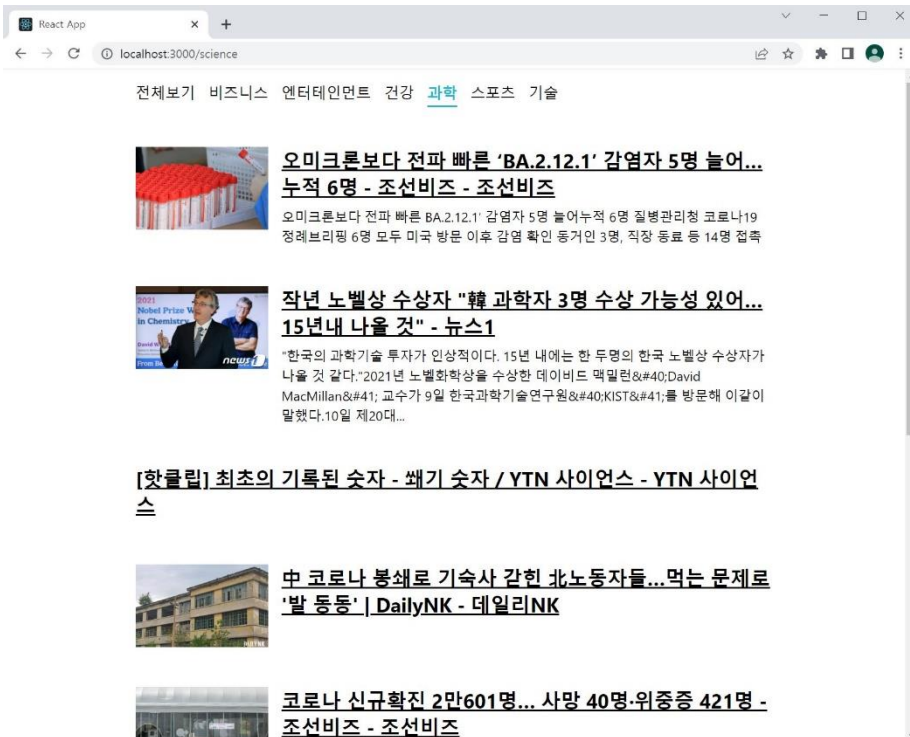 React App
localhost:3000/science
전체보기 비즈니스 엔터테인먼트 건강 과학 스포츠 기술
오미크론보다 전파 빠른 ‘BA.2.12.1’ 감염자 5명 늘어…
누적 6명 - 조선비즈 - 조선비즈
오미크론보다 전파 빠른 BA.2.12.1' 감염자 5명 늘어누적 6명 질병관리청 코로나19
정례브리핑 6명 모두 미국 방문 이후 감염 확인 동거인 3명, 직장 동료 등 14명 접촉
2021
Nobel Prize
in Chemistry
David
From Be
news1
작년 노벨상 수상자 "韓 과학자 3명 수상 가능성 있어…
15년내 나올 것" - 뉴스1
"한국의 과학기술 투자가 인상적이다. 15년 내에는 한 두명의 한국 노벨상 수상자가
나올 것 같다."2021년 노벨화학상을 수상한 데이비드 맥밀런&#40;David
MacMillan&#41; 교수가 9일 한국과학기술연구원&#40;KIST&#41;를 방문해 이같이
말했다.10일 제20대...
[핫클립] 최초의 기록된 숫자 - 쐐기 숫자 / YTN 사이언스 - YTN 사이언
스
DAILYNK
中 코로나 봉쇄로 기숙사 갇힌 北노동자들…먹는 문제로
'발 동동' | DailyNK - 데일리NK
코로나 신규확진 2만601명… 사망 40명·위중증 421명 -
조선비즈 - 조선비즈